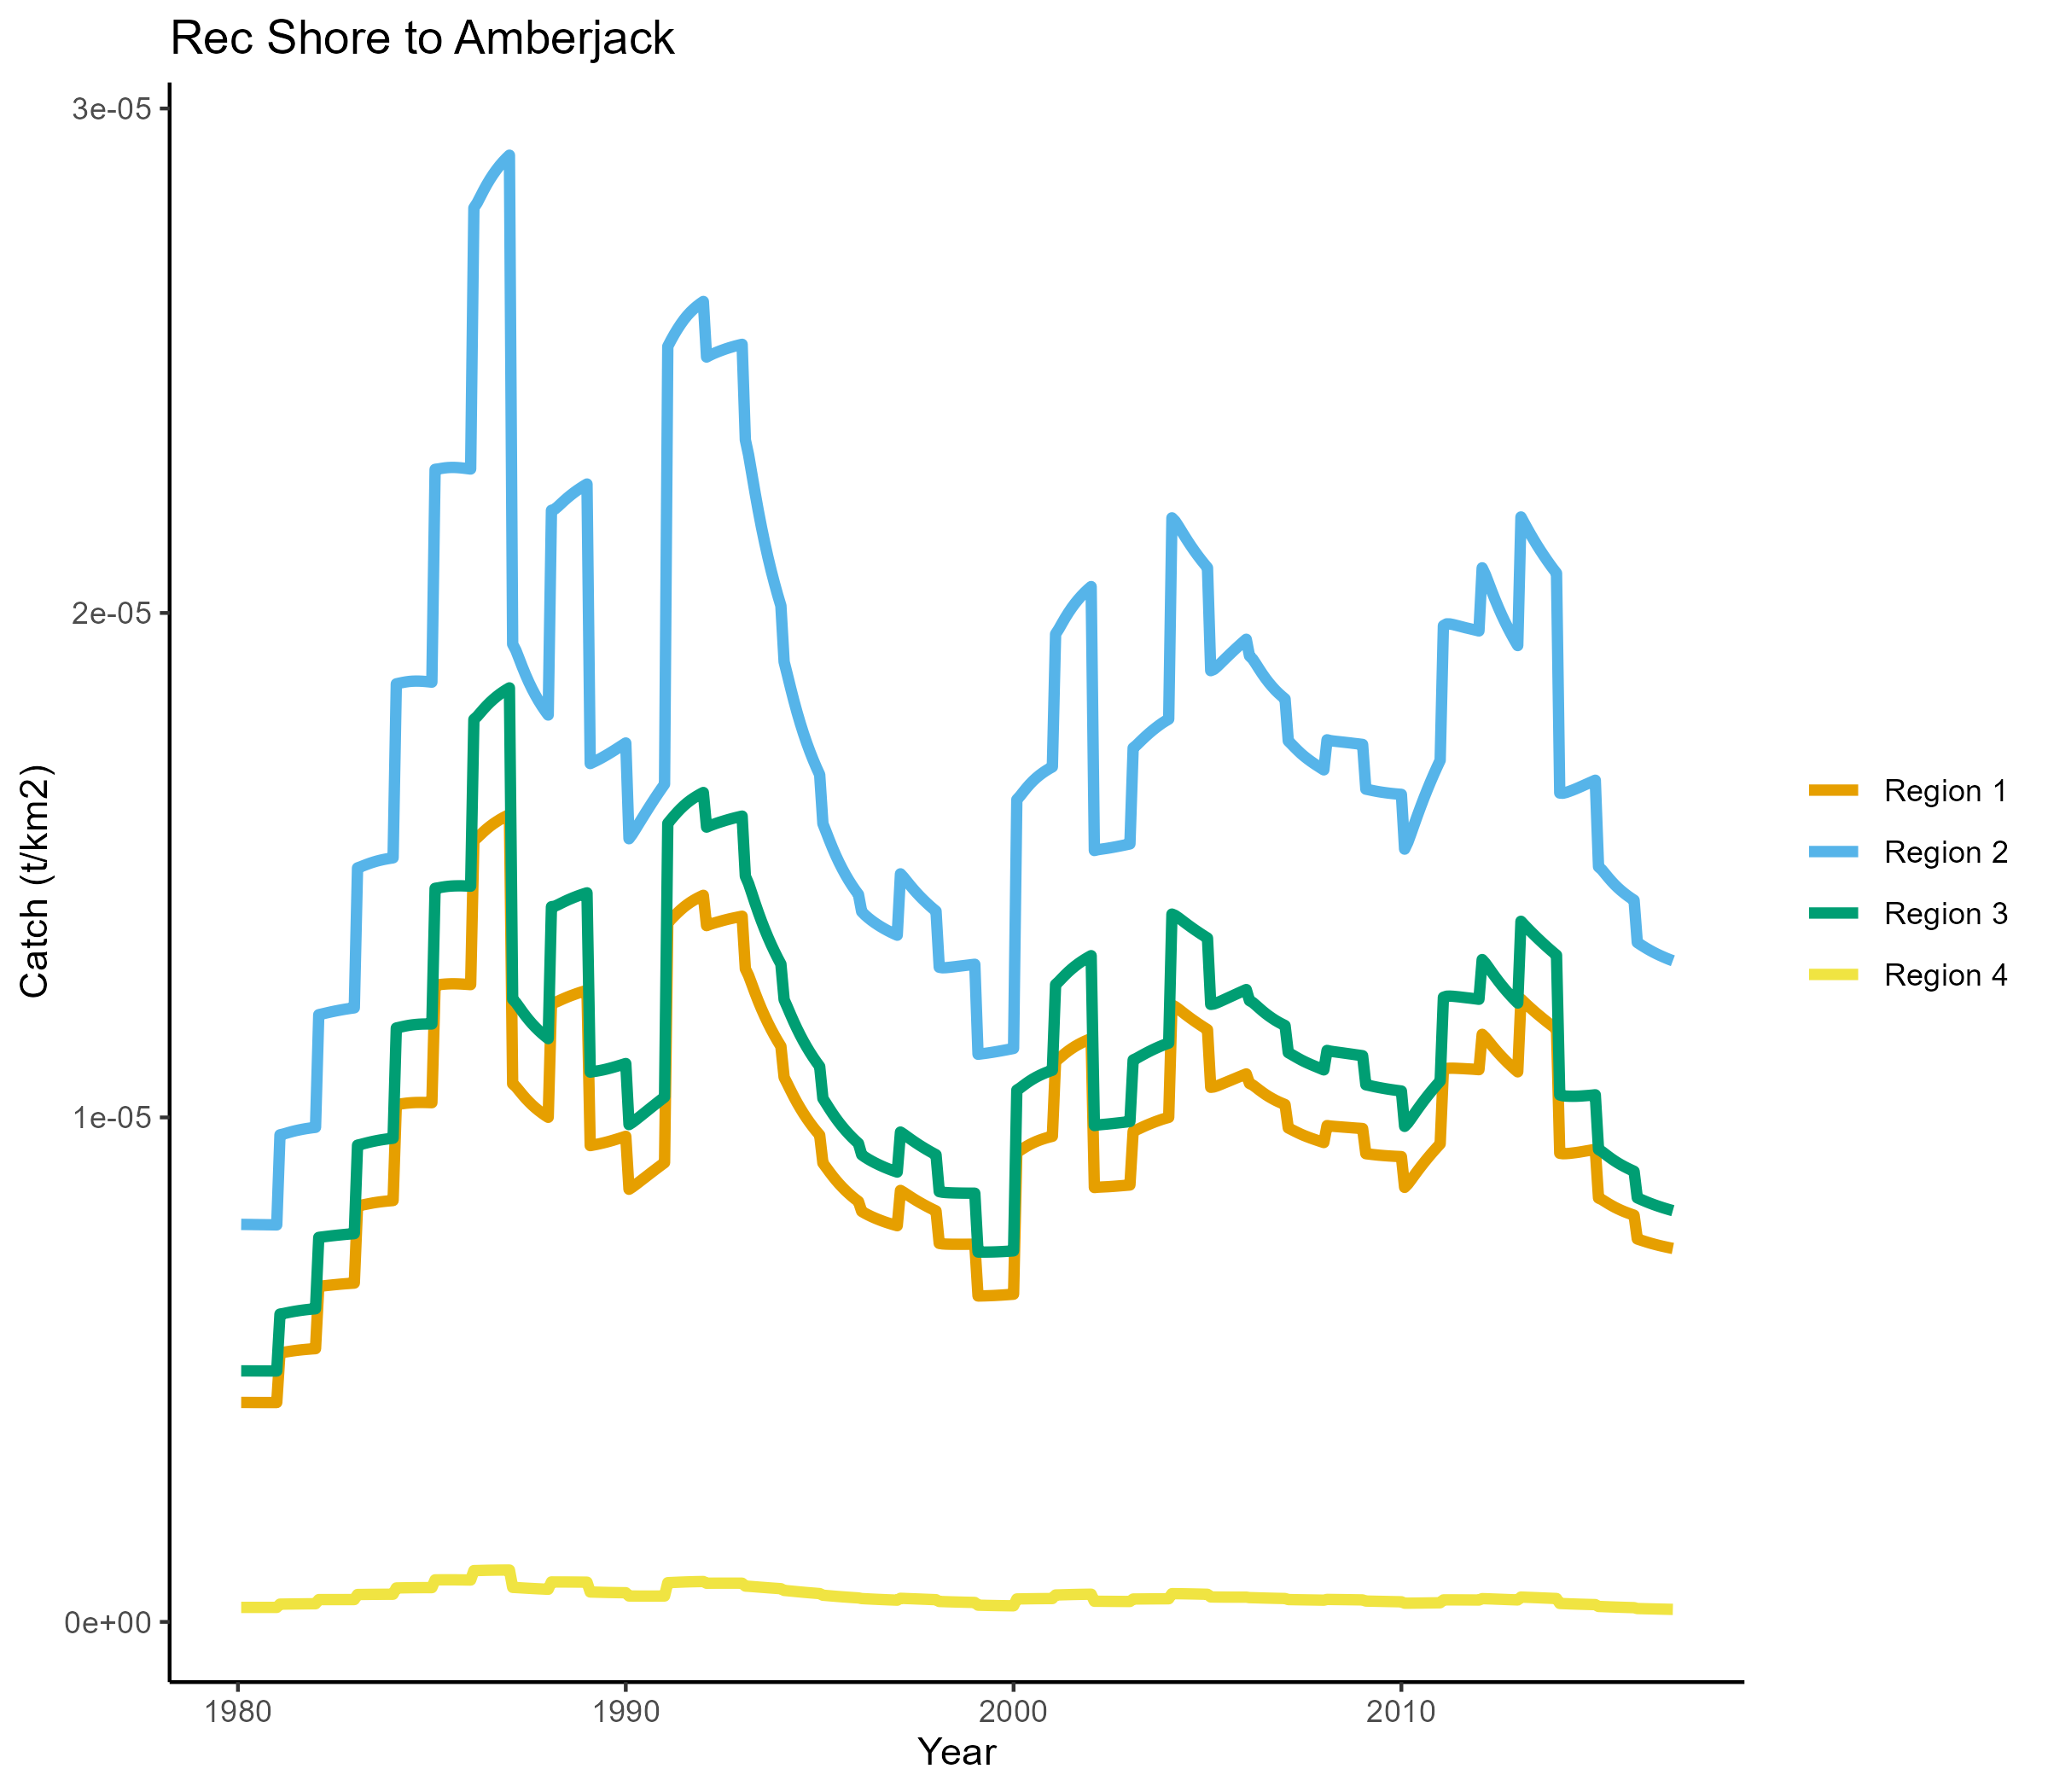 Rec Shore to Amberjack
Catch (t/km2)
3e-05
2e-05
1e-05
0e+00
1980
1990
2000
2010
Year
Region 1
Region 2
Region 3
Region 4